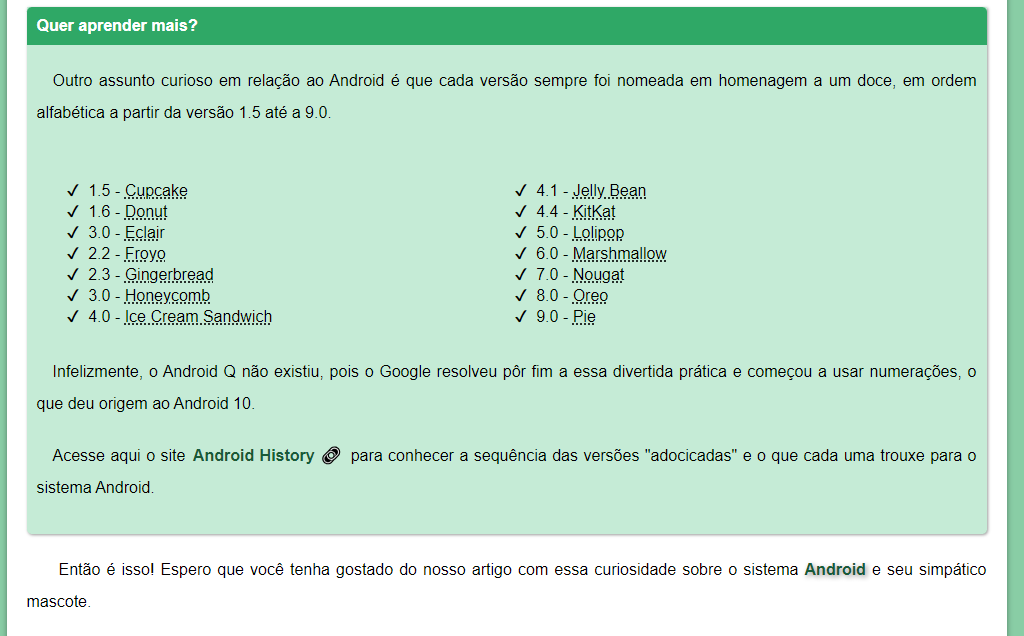 Quer aprender mais?
Outro assunto curioso em relação ao Android é que cada versão sempre foi nomeada em homenagem a um doce, em ordem
alfabética a partir da versão 1.5 até a 9.0.
✓ 1.5 - Cupcake
✓ 1.6 - Donut
✓ 3.0 - Eclair
✓ 2.2 - Froyo
✓ 2.3 - Gingerbread
✓ 3.0 - Honeycomb
✓ 4.0 - Ice Cream Sandwich
✓ 4.1 - Jelly Bean
✓ 4.4 - KitKat
✓ 5.0 - Lolipop
✓ 6.0 - Marshmallow
✓ 7.0 - Nougat
✓ 8.0 - Oreo
✓ 9.0 - Pie
Infelizmente, o Android Q não existiu, pois o Google resolveu pôr fim a essa divertida prática e começou a usar numerações, o
que deu origem ao Android 10.
Acesse aqui o site Android History para conhecer a sequência das versões "adocicadas" e o que cada uma trouxe para o
sistema Android.
Então é isso! Espero que você tenha gostado do nosso artigo com essa curiosidade sobre o sistema Android e seu simpático
mascote.